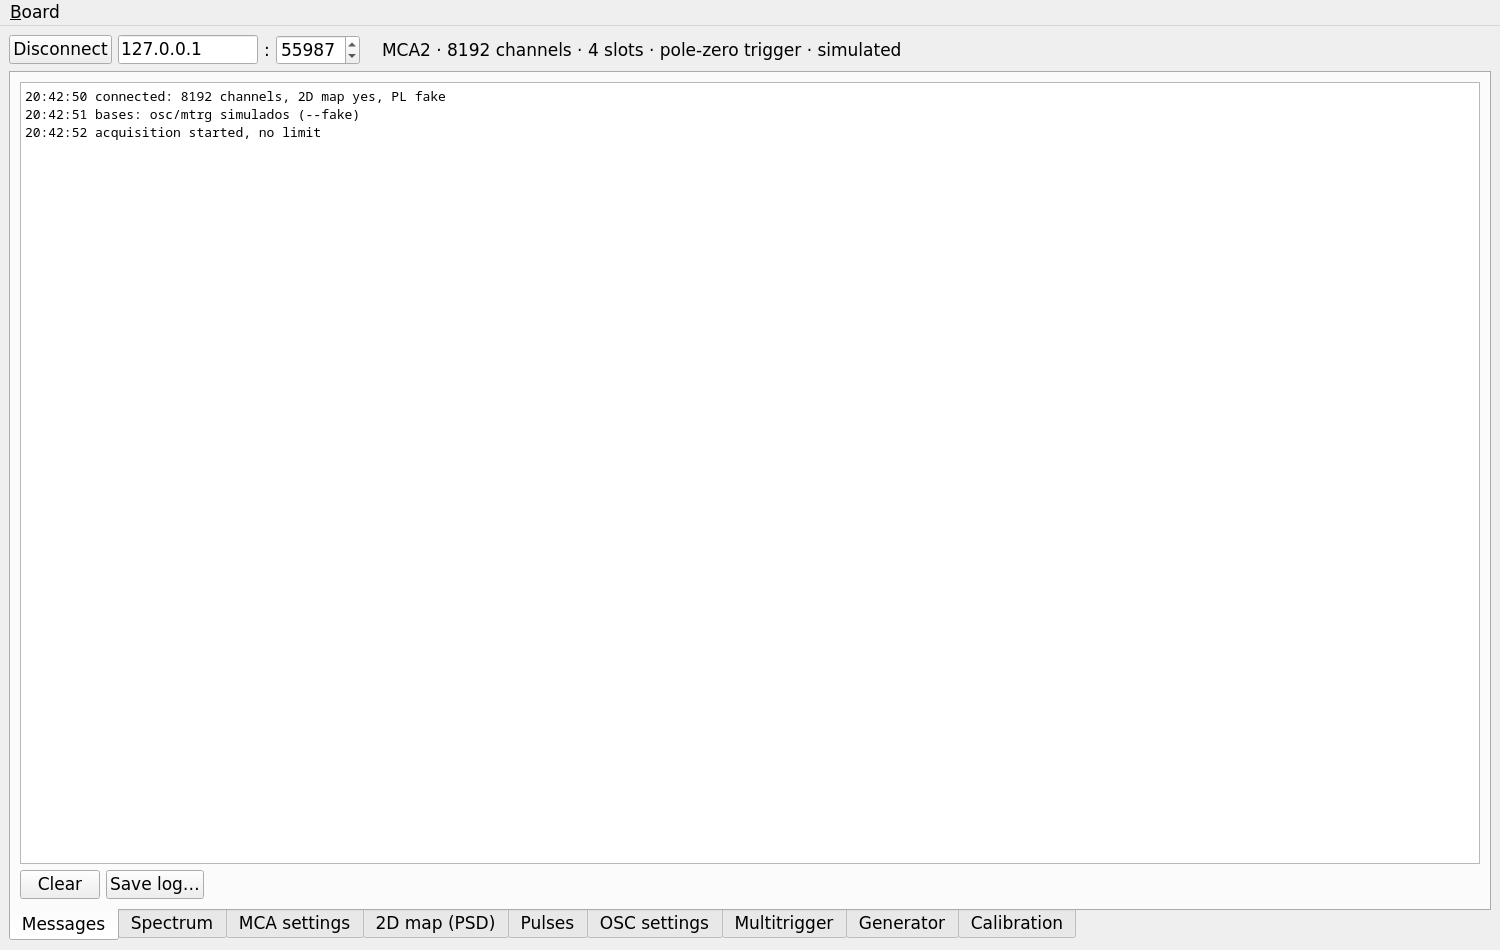 Board
Disconnect 127.0.0.1 : 55987 MCA2 · 8192 channels · 4 slots · pole-zero trigger · simulated
20:42:50 connected: 8192 channels, 2D map yes, PL fake
20:42:51 bases: osc/mtrg simulados (--fake)
20:42:52 acquisition started, no limit
Clear Save log...
Messages Spectrum MCA settings 2D map (PSD) Pulses OSC settings Multitrigger Generator Calibration